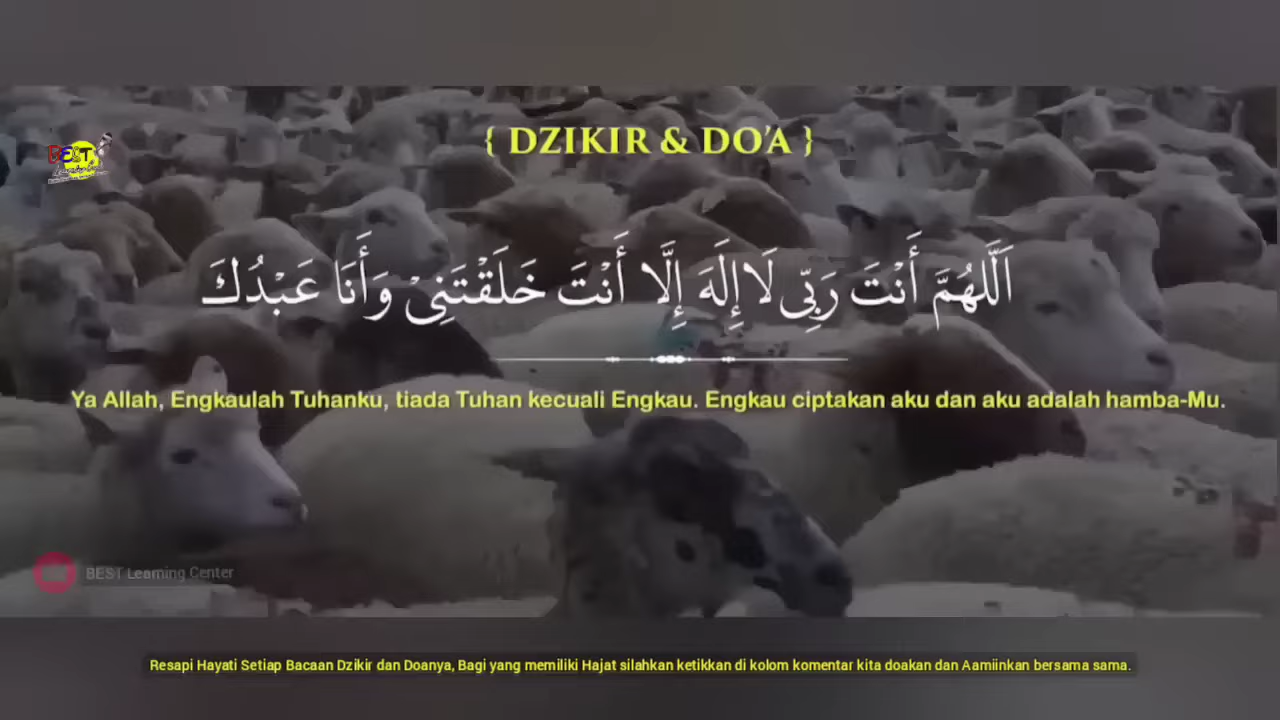 { DZIKIR & DO'A }
BEST
اَللَّهُمَّ أَنْتَ رَبِّى لَاإِلَهَ إِلَّا أَنْتَ خَلَقْتَنِىْ وَأَنَا عَبْدُكَ
Ya Allah, Engkaulah Tuhanku, tiada Tuhan kecuali Engkau. Engkau ciptakan aku dan aku adalah hamba-Mu.
BEST Learning Center
Resapi Hayati Setiap Bacaan Dzikir dan Doanya, Bagi yang memiliki Hajat silahkan ketikkan di kolom komentar kita doakan dan Aamiinkan bersama sama.